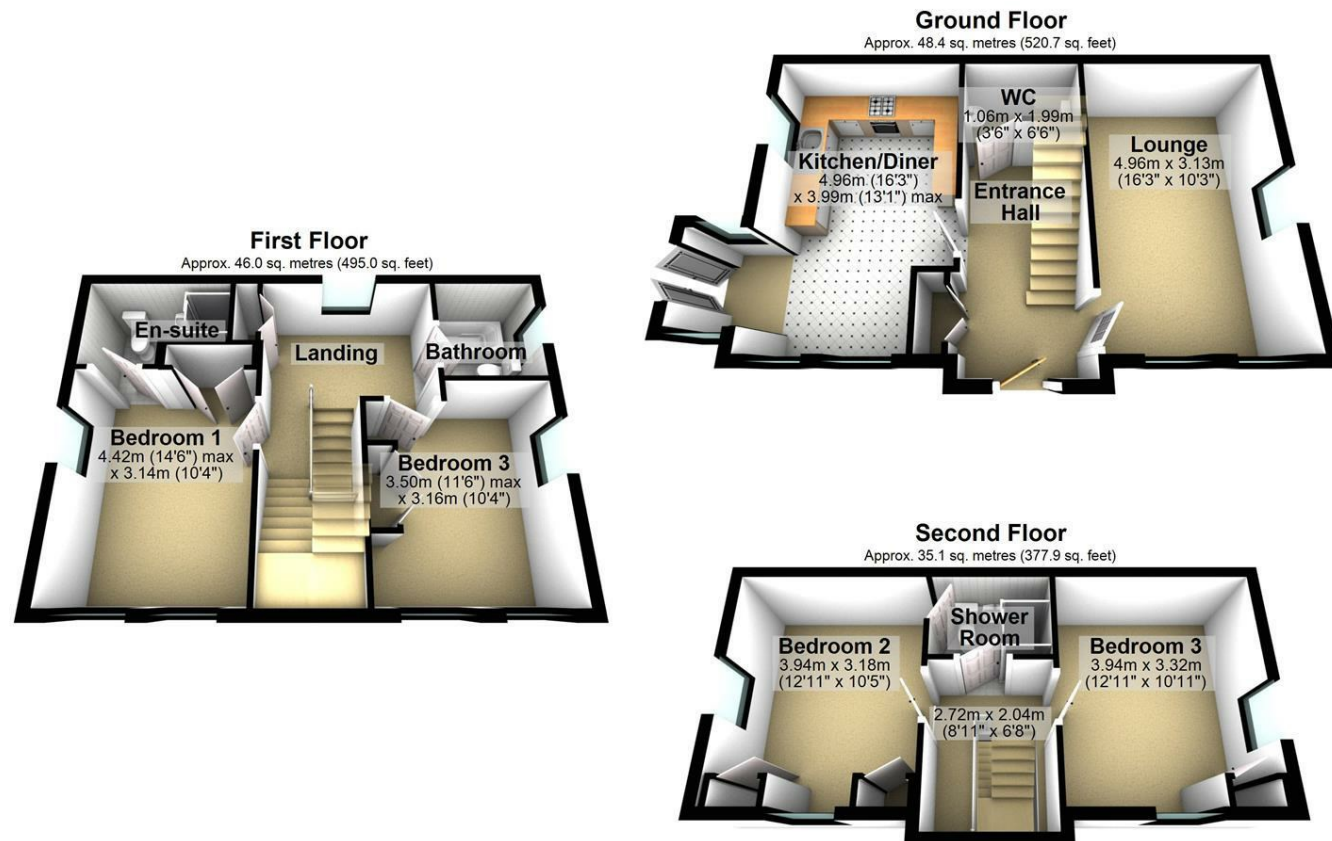 Ground Floor
Approx. 48.4 sq. metres (520.7 sq. feet)
WC
1.06m x 1.99m
(3'6" x 6'6")
Lounge
4.96m x 3.13m
(16'3" x 10'3")
Kitchen/Diner
4.96m (16'3")
x 3.99m (13'1") max
Entrance
Hall
First Floor
Approx. 46.0 sq. metres (495.0 sq. feet)
En-suite
Landing
Bathroom
Bedroom 1
4.42m (14'6") max
x 3.14m (10'4")
Bedroom 3
3.50m (11'6") max
x 3.16m (10'4")
Second Floor
Approx. 35.1 sq. metres (377.9 sq. feet)
Shower
Room
Bedroom 2
3.94m x 3.18m
(12'11" x 10'5")
Bedroom 3
3.94m x 3.32m
(12'11" x 10'11")
2.72m x 2.04m
(8'11" x 6'8")